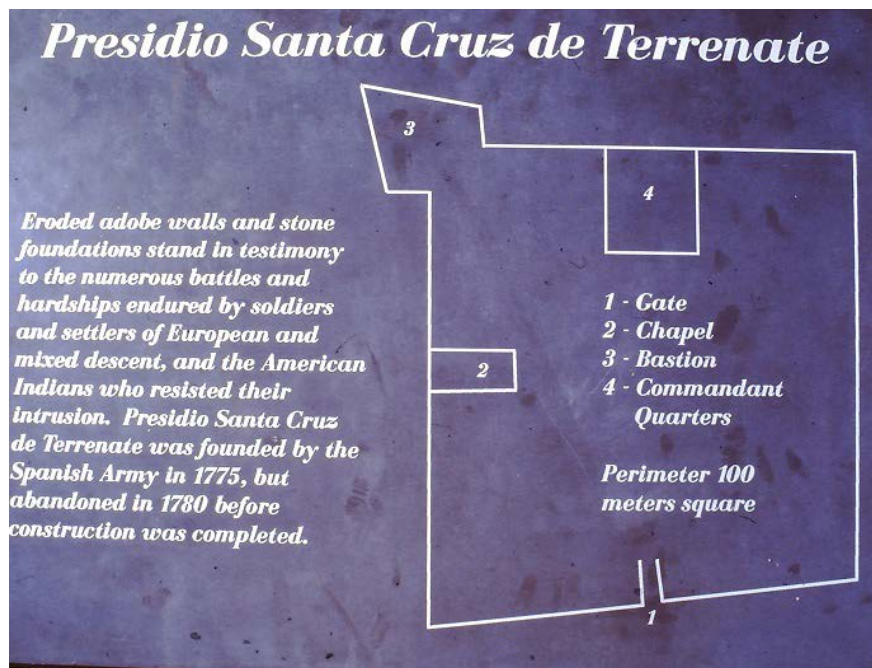 Presidio Santa Cruz de Terrenate
3
4
Eroded adobe walls and stone
foundations stand in testimony
to the numerous battles and
hardships endured by soldiers
and settlers of European and
mixed descent, and the American
Indians who resisted their
intrusion. Presidio Santa Cruz
de Terrenate was founded by the
Spanish Army in 1775, but
abandoned in 1780 before
construction was completed.
2
1 - Gate
2 - Chapel
3 - Bastion
4 - Commandant
Quarters
Perimeter 100
meters square
1